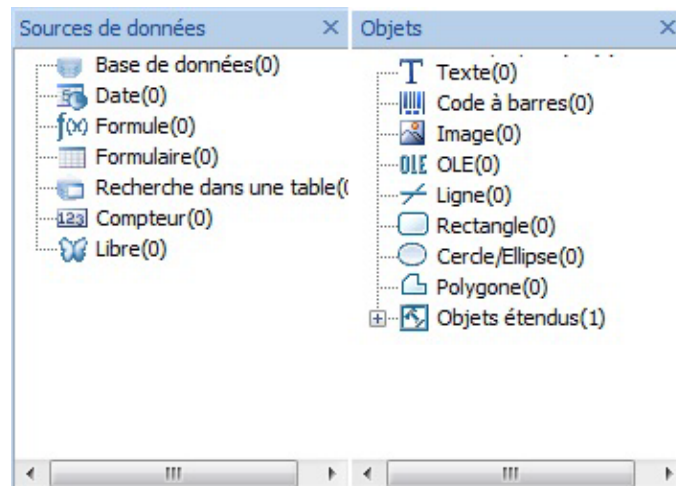 Sources de données
Base de données(0)
Date(0)
Formule(0)
Formulaire(0)
Recherche dans une table(
Compteur(0)
Libre(0)
Objets
Texte(0)
Code à barres(0)
Image(0)
OLE(0)
Ligne(0)
Rectangle(0)
Cercle/Ellipse(0)
Polygone(0)
Objets étendus(1)